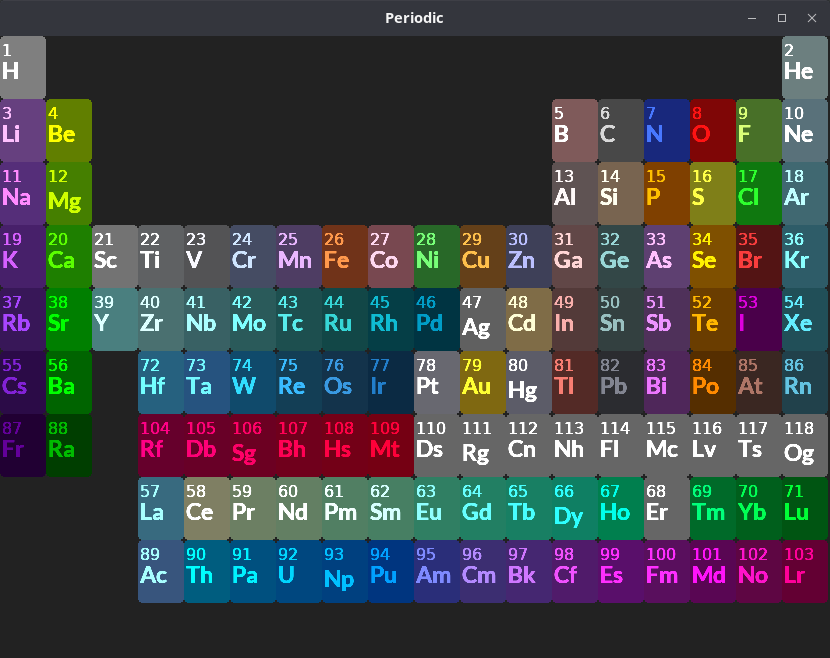 Periodic
1 2
H He
3 4 5 6 7 8 9 10
Li Be B C N O F Ne
11 12 13 14 15 16 17 18
Na Mg Al Si P S Cl Ar
19 20 21 22 23 24 25 26 27 28 29 30 31 32 33 34 35 36
K Ca Sc Ti V Cr Mn Fe Co Ni Cu Zn Ga Ge As Se Br Kr
37 38 39 40 41 42 43 44 45 46 47 48 49 50 51 52 53 54
Rb Sr Y Zr Nb Mo Tc Ru Rh Pd Ag Cd In Sn Sb Te I Xe
55 56 72 73 74 75 76 77 78 79 80 81 82 83 84 85 86
Cs Ba Hf Ta W Re Os Ir Pt Au Hg Tl Pb Bi Po At Rn
87 88 104 105 106 107 108 109 110 111 112 113 114 115 116 117 118
Fr Ra Rf Db Sg Bh Hs Mt Ds Rg Cn Nh Fl Mc Lv Ts Og
57 58 59 60 61 62 63 64 65 66 67 68 69 70 71
La Ce Pr Nd Pm Sm Eu Gd Tb Dy Ho Er Tm Yb Lu
89 90 91 92 93 94 95 96 97 98 99 100 101 102 103
Ac Th Pa U Np Pu Am Cm Bk Cf Es Fm Md No Lr